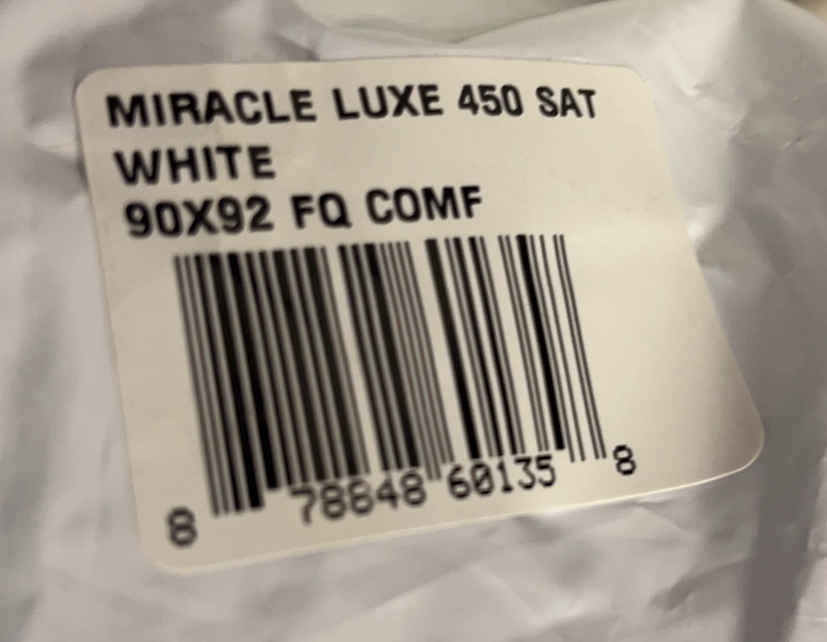 MIRACLE LUXE 450 SAT
WHITE
90X92 FQ COMF
8 78848 60135 8